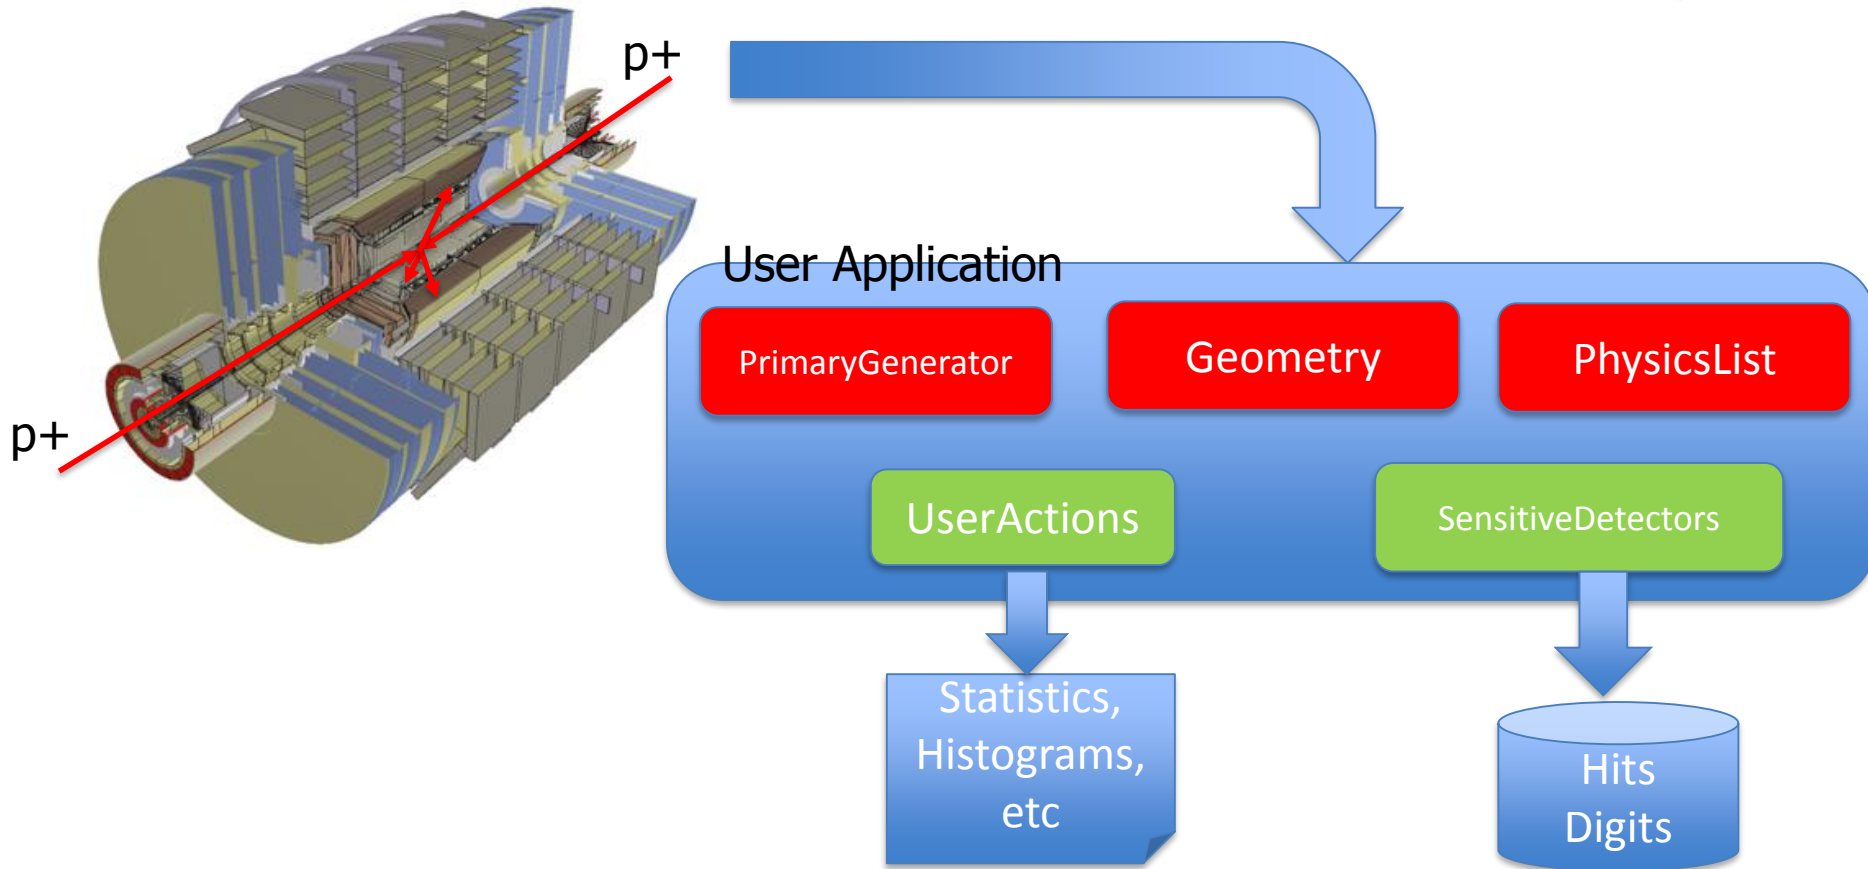 p+
p+
User Application
PrimaryGenerator
Geometry
PhysicsList
UserActions
SensitiveDetectors
Statistics,
Histograms,
etc
Hits
Digits